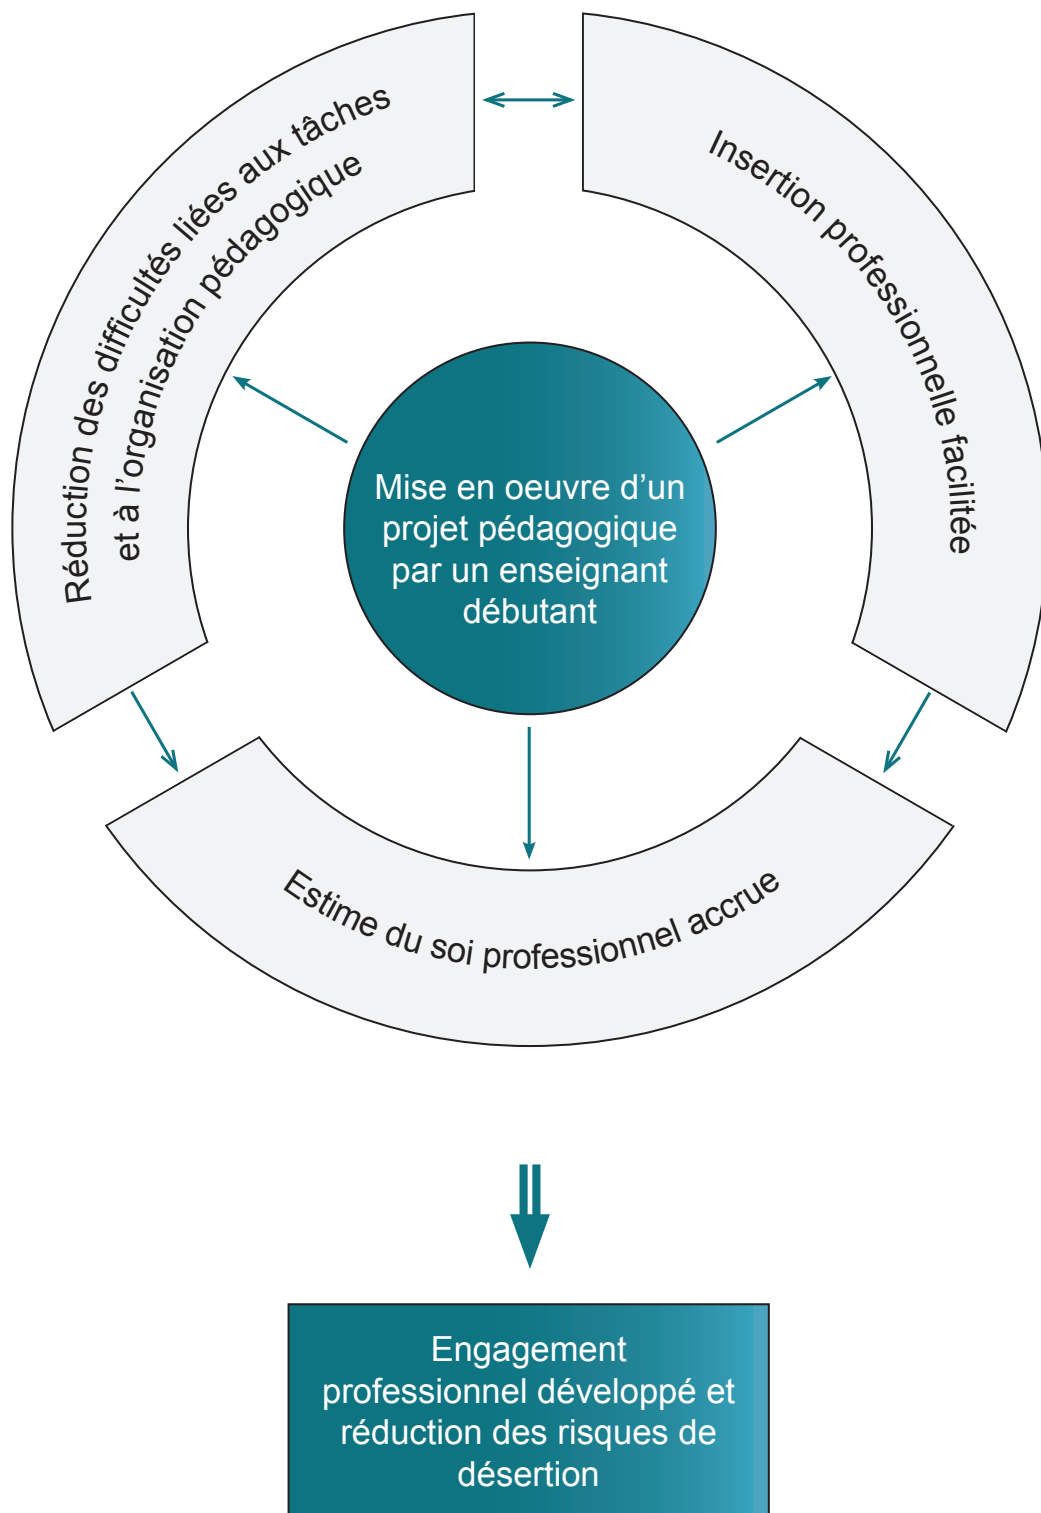 Réduction des difficultés liées aux tâches
et à l’organisation pédagogique
Insertion professionnelle facilitée
Mise en oeuvre d’un
projet pédagogique
par un enseignant
débutant
Estime du soi professionnel accrue
Engagement
professionnel développé et
réduction des risques de
désertion